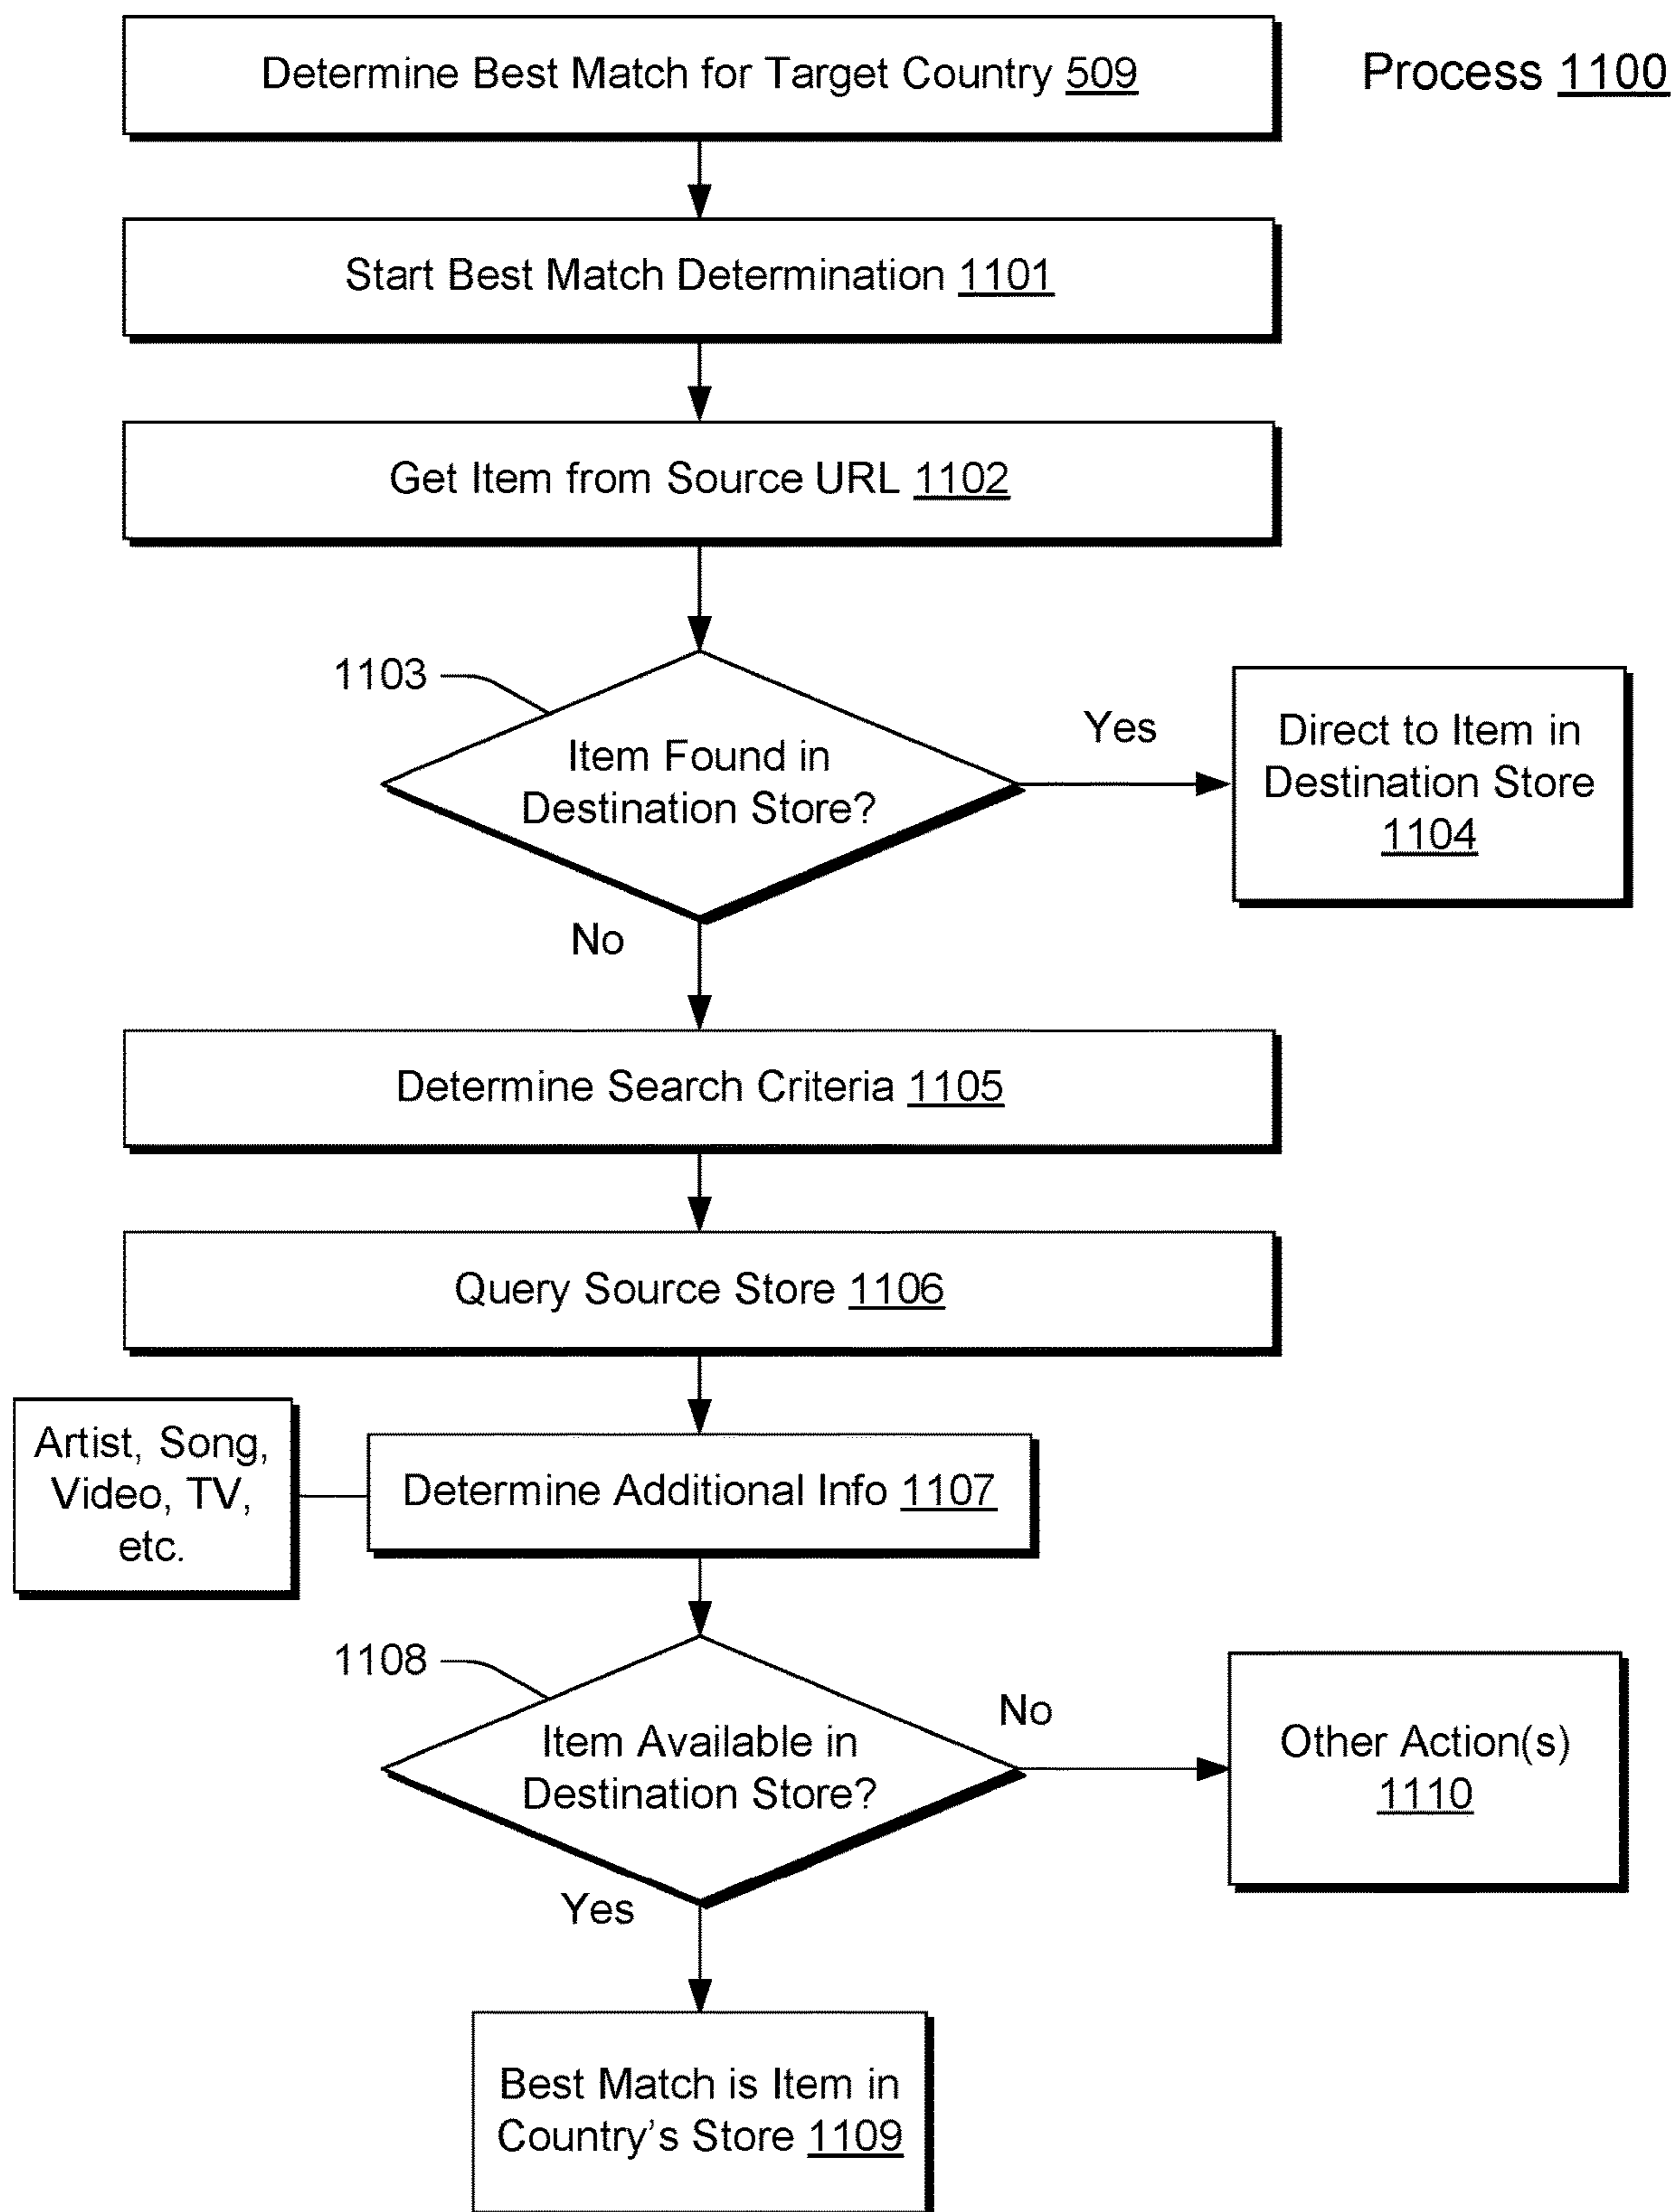 Determine Best Match for Target Country 509
Process 1100
Start Best Match Determination 1101
Get Item from Source URL 1102
1103
Item Found in
Destination Store?
Yes
Direct to Item in
Destination Store
1104
No
Determine Search Criteria 1105
Query Source Store 1106
Artist, Song,
Video, TV,
etc.
Determine Additional Info 1107
1108
Item Available in
Destination Store?
No
Other Action(s)
1110
Yes
Best Match is Item in
Country's Store 1109